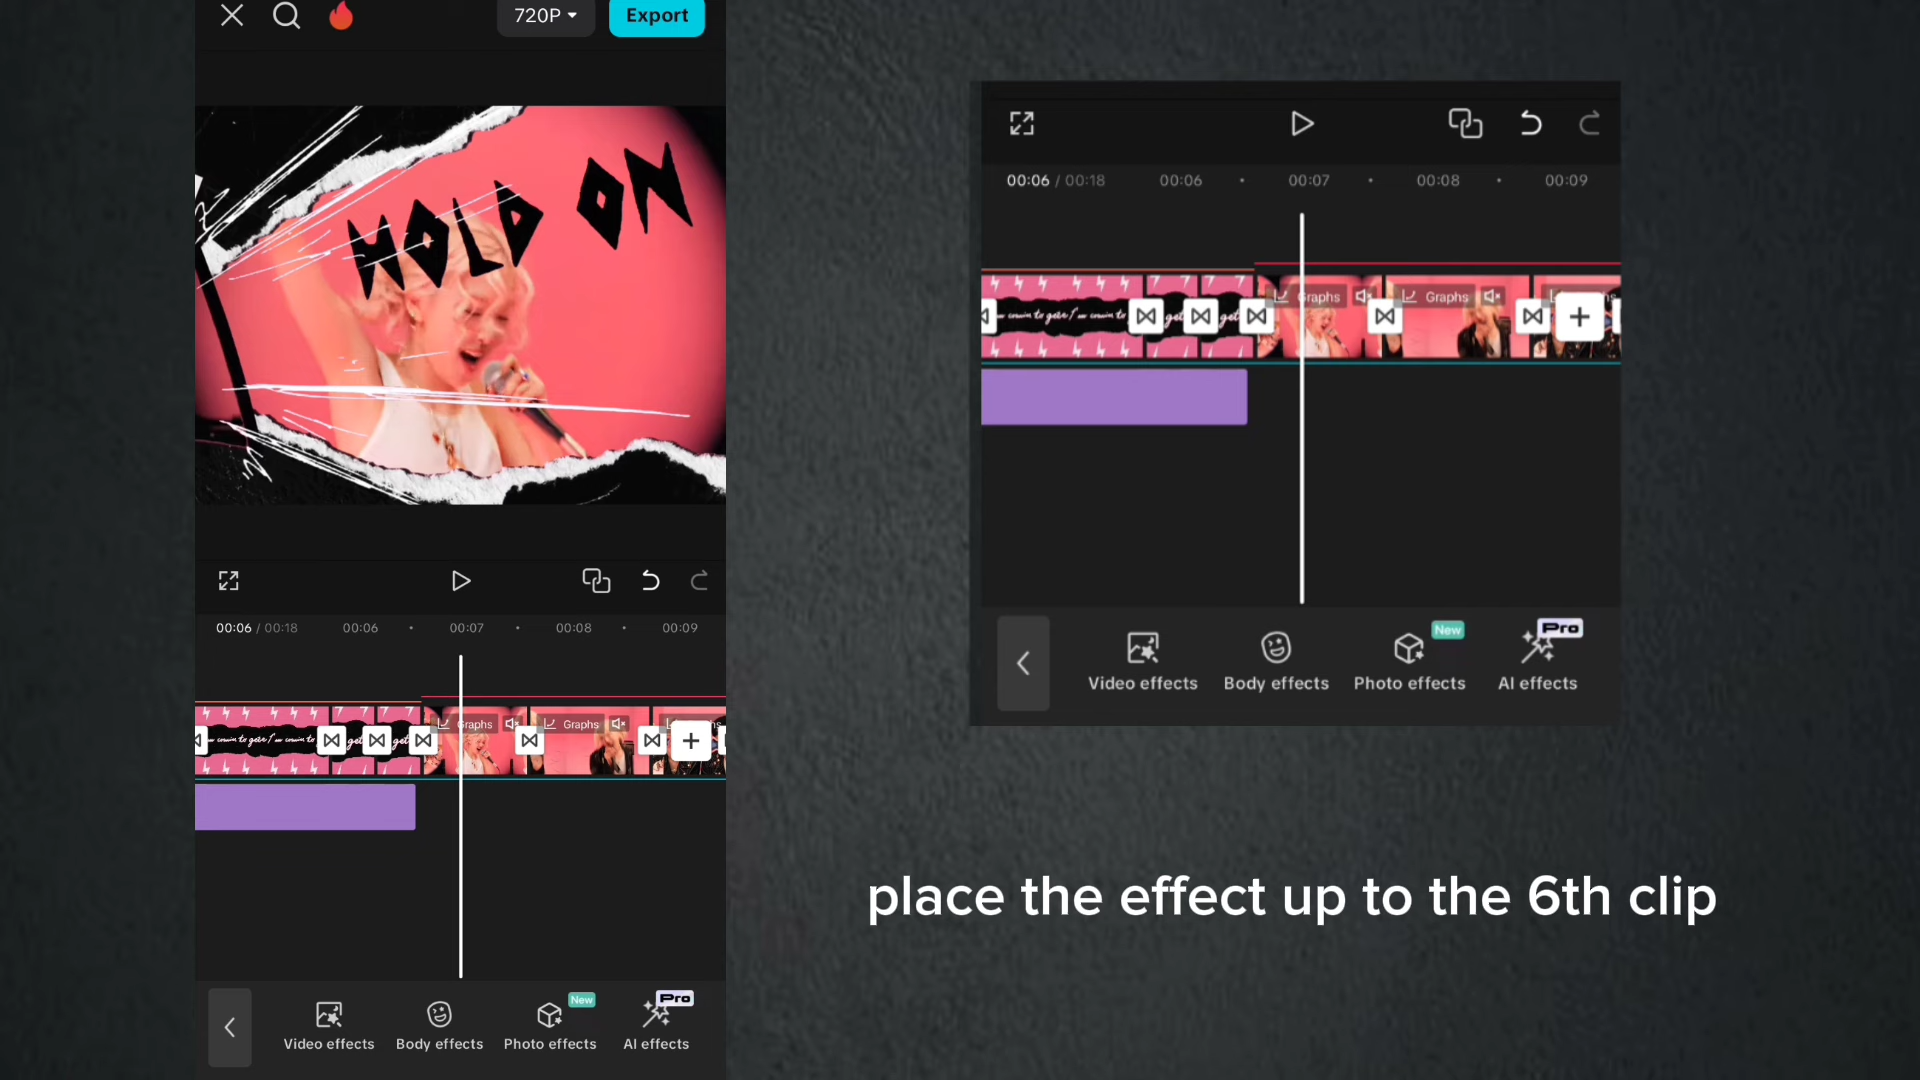 720P
Export
HOLD ON
00:06 / 00:18 00:06 00:07 00:08 00:09
Graphs Graphs
Video effects
Body effects
New
Photo effects
Pro
AI effects
00:06 / 00:18 00:06 00:07 00:08 00:09
Graphs Graphs
Video effects
Body effects
New
Photo effects
Pro
AI effects
place the effect up to the 6th clip